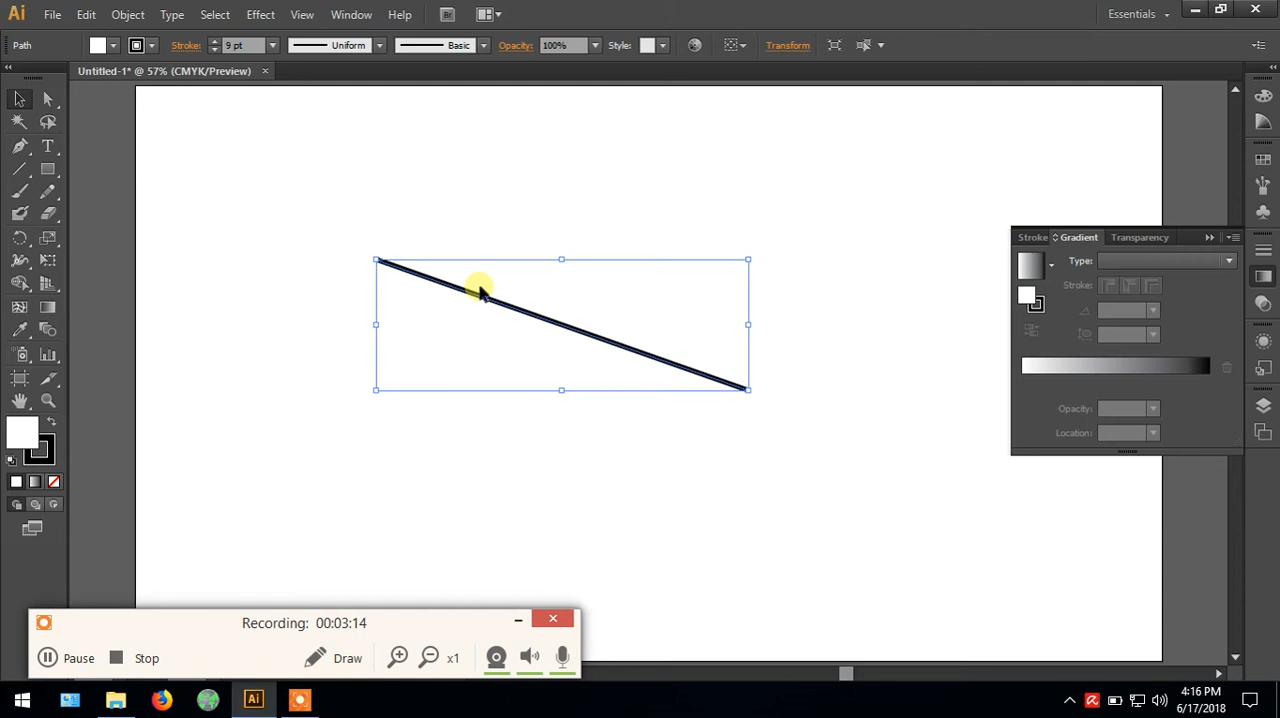 Ai File Edit Object Type Select Effect View Window Help Br Essentials
Path Stroke: 9 pt Uniform Basic Opacity: 100% Style: Transform
Untitled-1* @ 57% (CMYK/Preview) ×
Stroke Gradient Transparency
Type:
Stroke:
Opacity:
Location:
Recording: 00:03:14
Pause Stop Draw x1
Ai 4:16 PM
6/17/2018